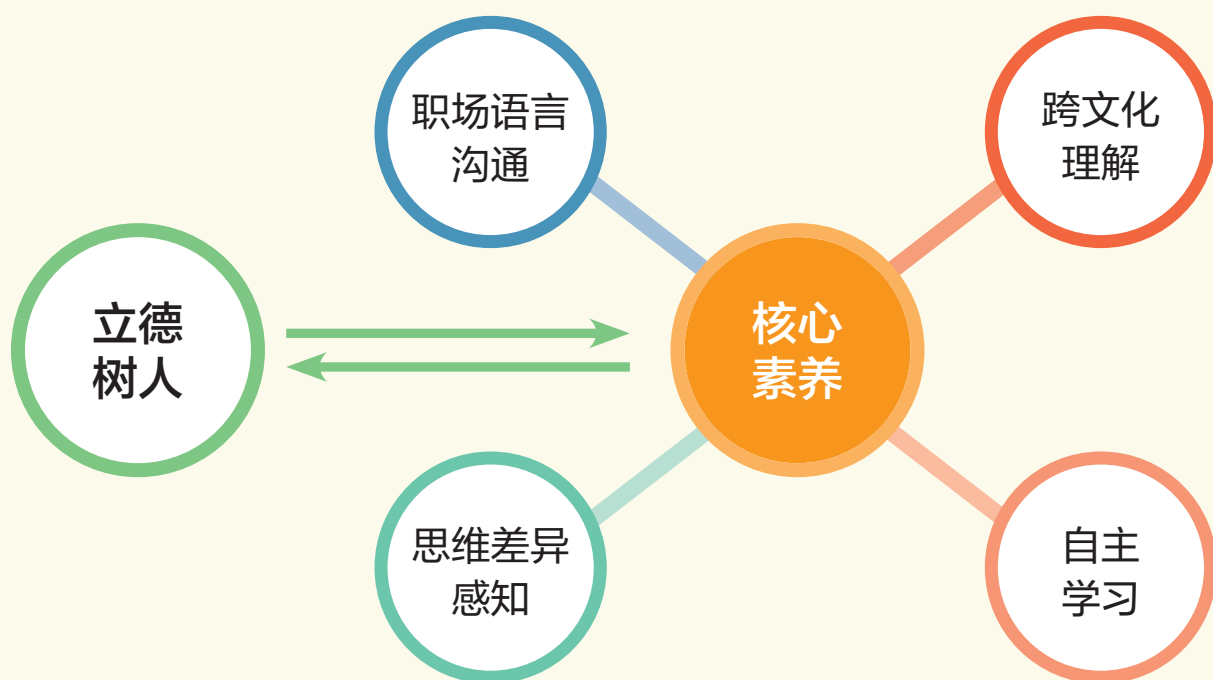 职场语言
沟通
跨文化
理解
立德
树人
核心
素养
思维差异
感知
自主
学习